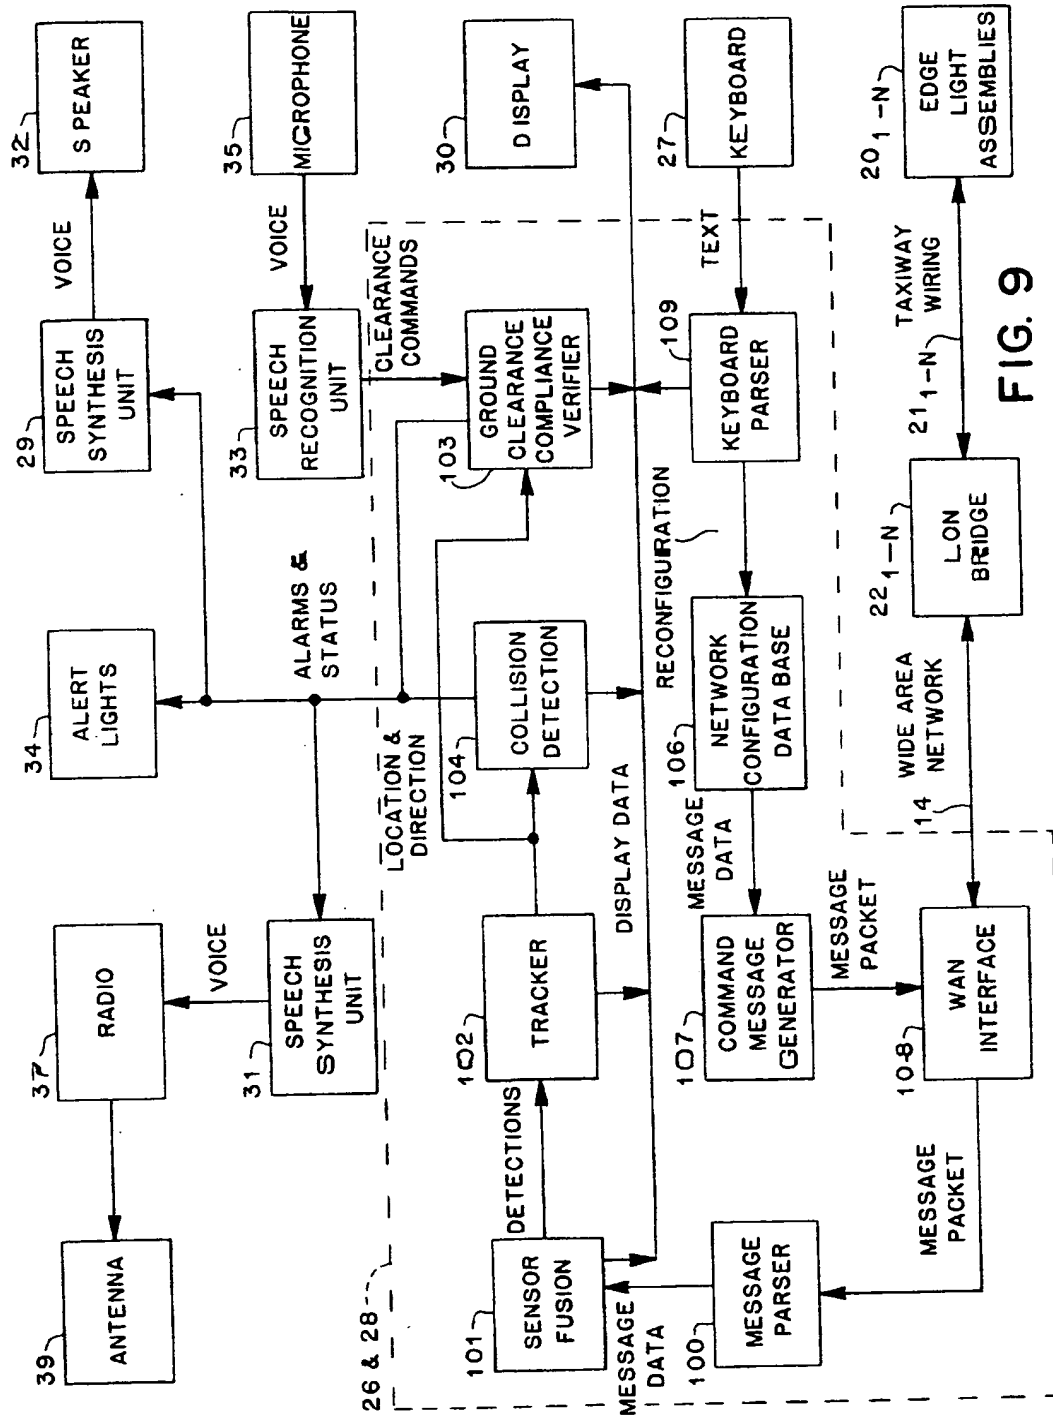 39
ANTENNA
37
RADIO
34
ALERT
LIGHTS
29
SPEECH
SYNTHESIS
UNIT
VOICE
32
SPEAKER
VOICE
31
SPEECH
SYNTHESIS
UNIT
ALARMS &
STATUS
33
SPEECH
RECOGNITION
UNIT
VOICE
35
MICROPHONE
26 & 28
LOCATION &
DIRECTION
CLEARANCE
COMMANDS
101
SENSOR
FUSION
DETECTIONS
102
TRACKER
104
COLLISION
DETECTION
103
GROUND
CLEARANCE
COMPLIANCE
VERIFIER
30
DISPLAY
DISPLAY DATA
MESSAGE
DATA
100
MESSAGE
PARSER
107
COMMAND
MESSAGE
GENERATOR
MESSAGE
DATA
106
NETWORK
CONFIGURATION
DATA BASE
RECONFIGURATION
109
KEYBOARD
PARSER
TEXT
27
KEYBOARD
MESSAGE
PACKET
MESSAGE
PACKET
108
WAN
INTERFACE
14
WIDE AREA
NETWORK
22 1-N
LON
BRIDGE
21 1-N
TAXIWAY
WIRING
20 1-N
EDGE
LIGHT
ASSEMBLIES
FIG. 9